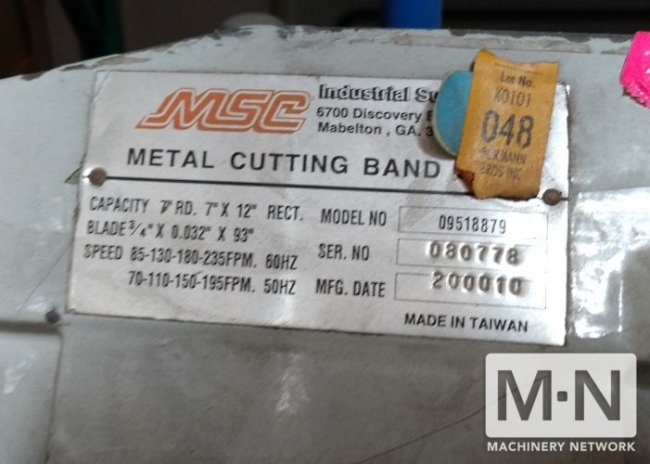 MSC Industrial
6700 Discovery
Mabelton , GA.
METAL CUTTING BAND
CAPACITY 7" RD. 7" X 12" RECT.
BLADE 3/4" X 0.032" X 93"
SPEED 85-130-180-235FPM. 60HZ
70-110-150-195FPM. 50HZ
MODEL NO 09518879
SER. NO 080778
MFG. DATE 200010
MADE IN TAIWAN
Lot No.
X0101
048
BROS INC
M·N
MACHINERY NETWORK